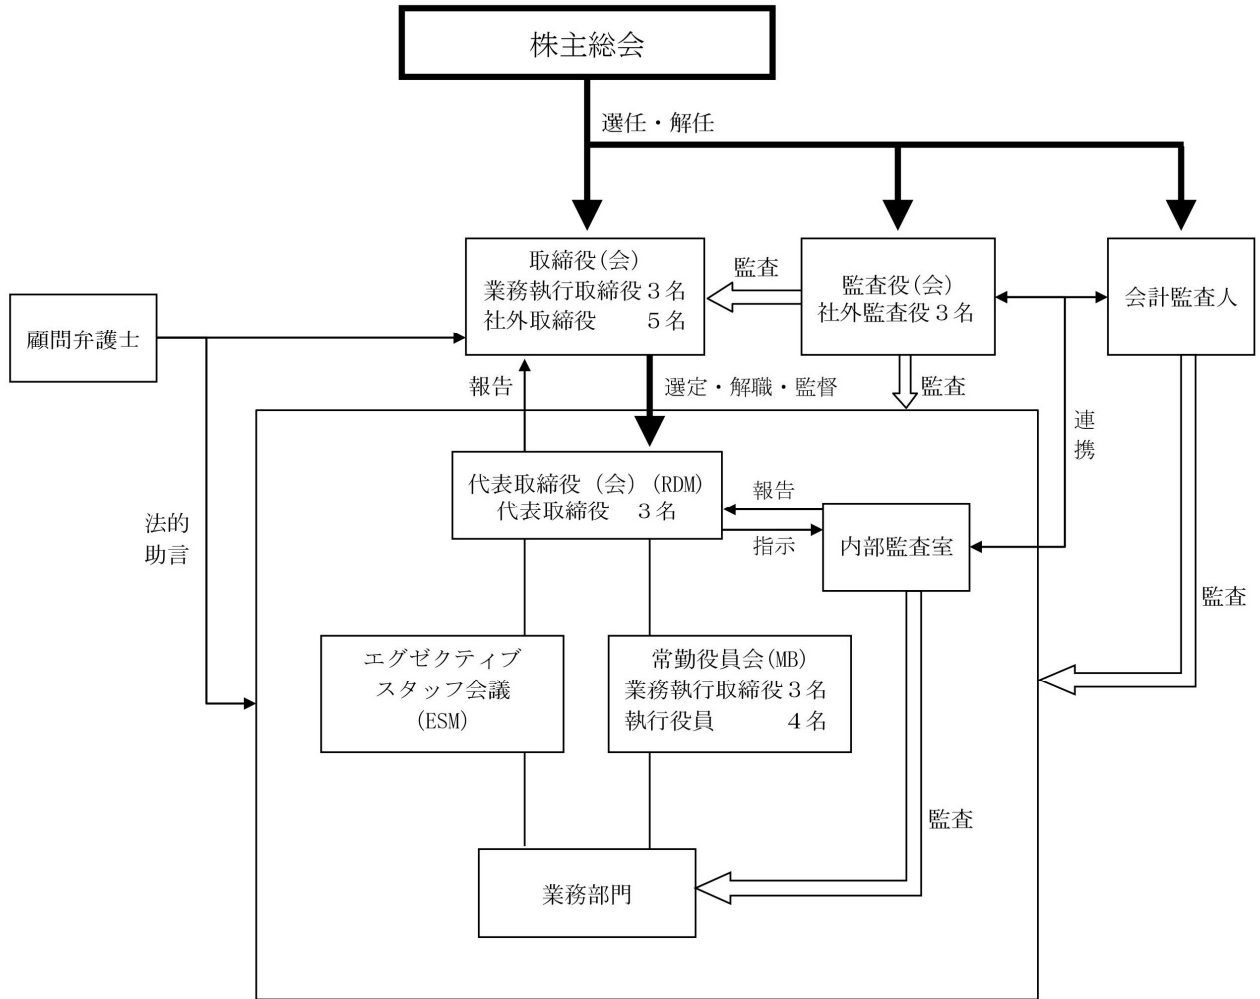 株主総会
選任・解任
取締役(会)
業務執行取締役3名
社外取締役　　5名
監査
監査役(会)
社外監査役3名
会計監査人
顧問弁護士
報告
選定・解職・監督
監査
連
携
代表取締役（会）(RDM)
代表取締役　3名
報告
指示
内部監査室
法的
助言
監査
エグゼクティブ
スタッフ会議
(ESM)
常勤役員会(MB)
業務執行取締役3名
執行役員　　　4名
監査
業務部門